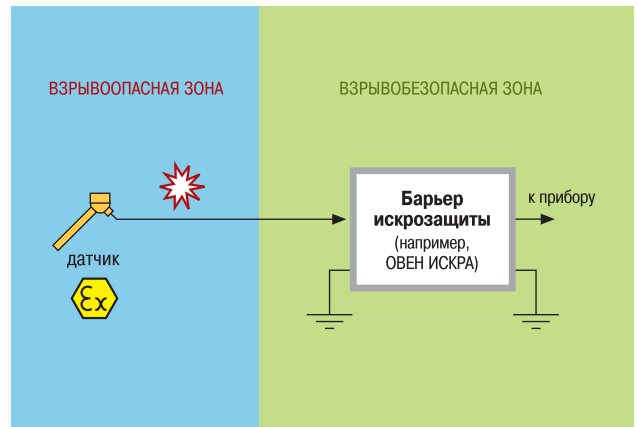 ВЗРЫВООПАСНАЯ ЗОНА
ВЗРЫВОБЕЗОПАСНАЯ ЗОНА
датчик
Ex
Барьер
искрозащиты
(например,
ОВЕН ИСКРА)
к прибору